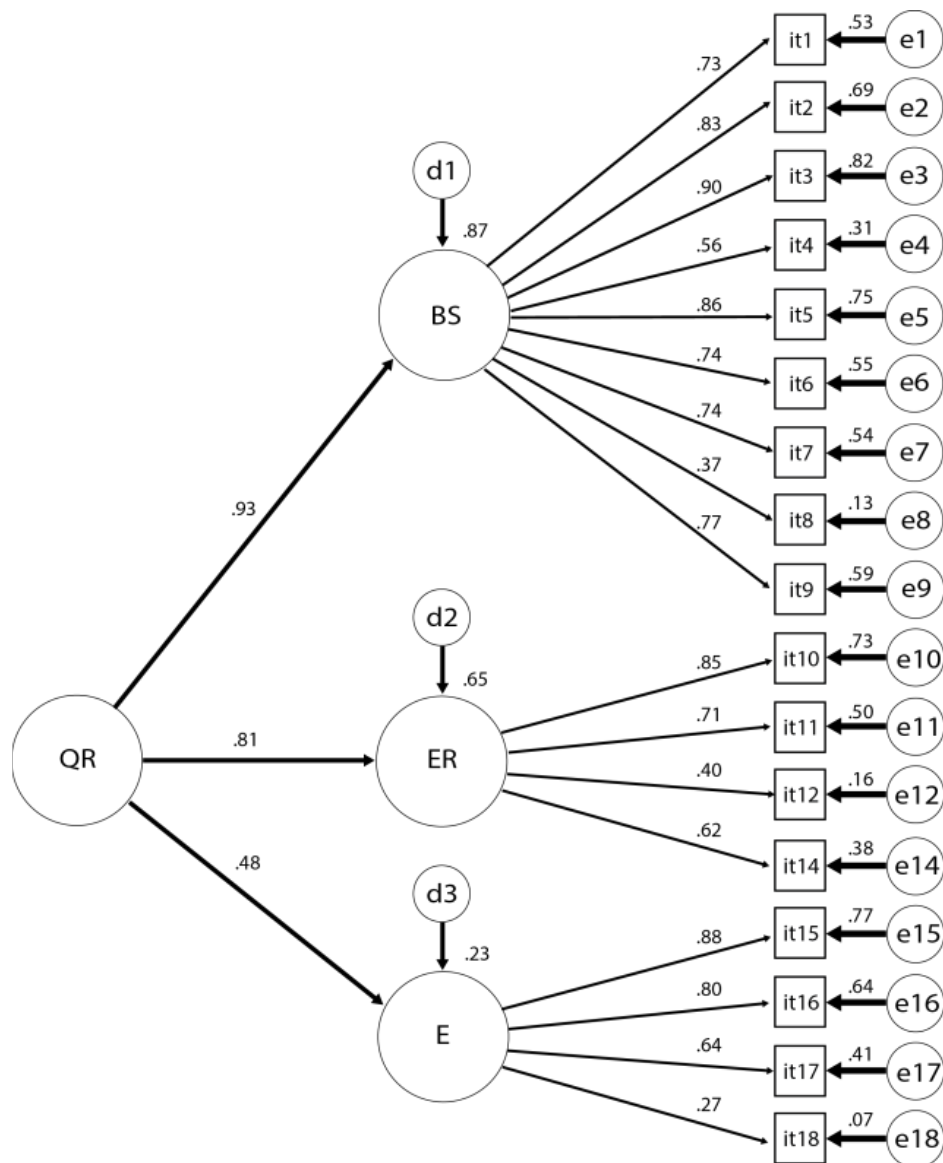 .53
it1
e1
.73
.69
it2
e2
.83
d1
.82
it3
e3
.90
.87
.31
it4
e4
.56
BS
.75
it5
e5
.86
.55
it6
e6
.74
.54
it7
e7
.74
.13
it8
e8
.37
.59
it9
e9
.77
.93
d2
.73
it10
e10
.85
.65
.50
it11
e11
.71
QR
.81
ER
.16
it12
e12
.40
.38
it14
e14
.62
.48
d3
.77
it15
e15
.88
.23
.64
it16
e16
.80
E
.41
it17
e17
.64
.07
it18
e18
.27